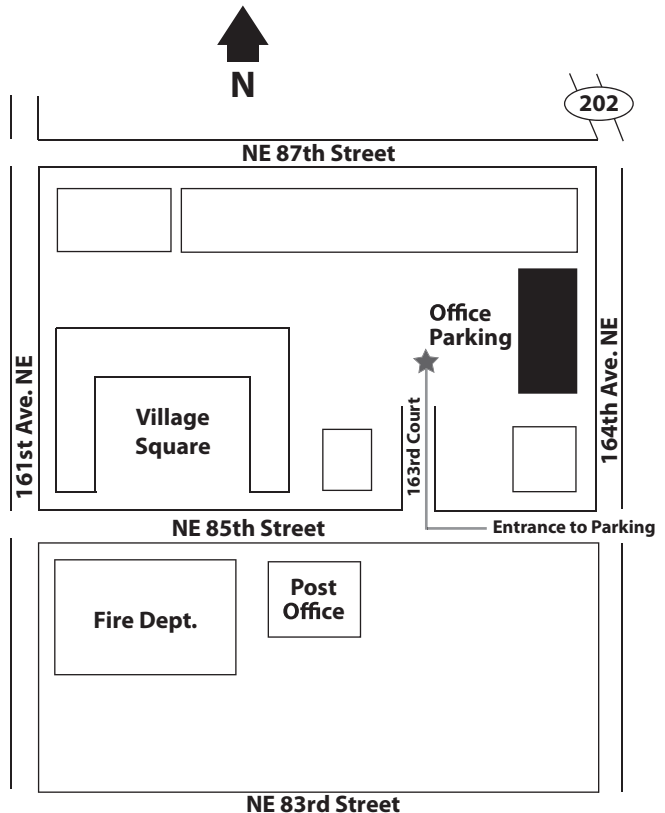 N
202
NE 87th Street
Office
Parking
161st Ave. NE
164th Ave. NE
Village
Square
163rd Court
NE 85th Street
Entrance to Parking
Fire Dept.
Post
Office
NE 83rd Street